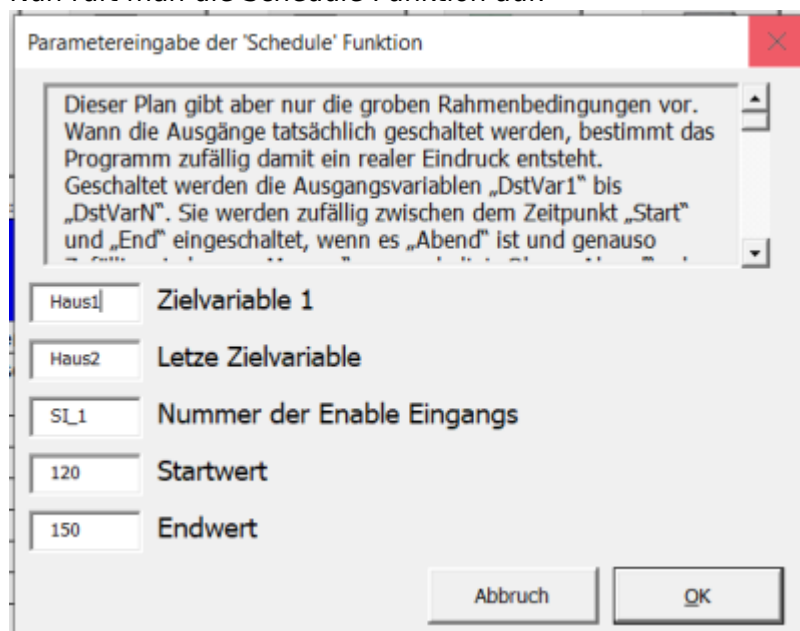 Parametereingabe der 'Schedule' Funktion
Dieser Plan gibt aber nur die groben Rahmenbedingungen vor.
Wann die Ausgänge tatsächlich geschaltet werden, bestimmt das
Programm zufällig damit ein realer Eindruck entsteht.
Geschaltet werden die Ausgangsvariablen „DstVar1“ bis
„DstVarN“. Sie werden zufällig zwischen dem Zeitpunkt „Start“
und „End“ eingeschaltet, wenn es „Abend“ ist und genauso
Haus1 Zielvariable 1
Haus2 Letze Zielvariable
SI_1 Nummer der Enable Eingangs
120 Startwert
150 Endwert
Abbruch OK